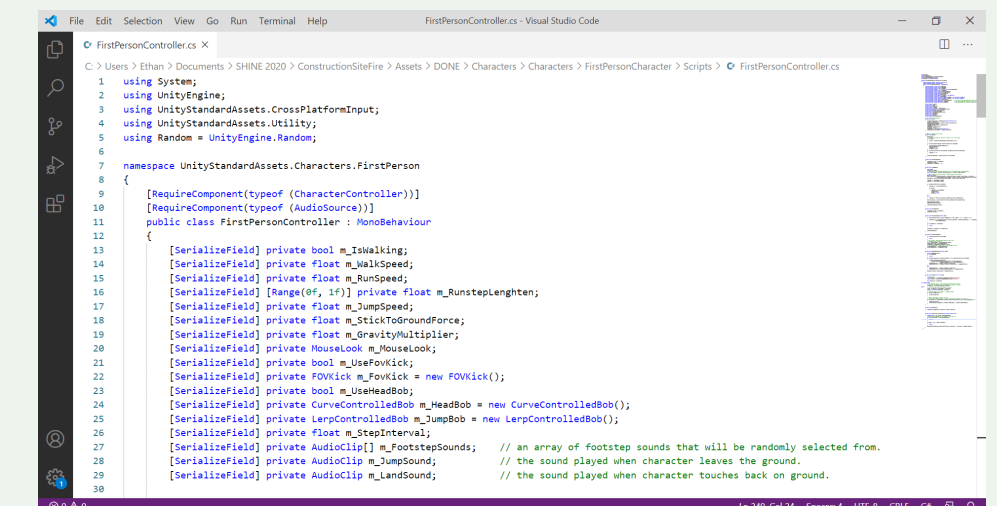 File Edit Selection View Go Run Terminal Help FirstPersonController.cs - Visual Studio Code
FirstPersonController.cs
C: > Users > Ethan > Documents > SHINE 2020 > ConstructionSiteFire > Assets > DONE > Characters > Characters > FirstPersonCharacter > Scripts > FirstPersonController.cs
1 using System;
2 using UnityEngine;
3 using UnityStandardAssets.CrossPlatformInput;
4 using UnityStandardAssets.Utility;
5 using Random = UnityEngine.Random;
6
7 namespace UnityStandardAssets.Characters.FirstPerson
8 {
9 [RequireComponent(typeof (CharacterController))]
10 [RequireComponent(typeof (AudioSource))]
11 public class FirstPersonController : MonoBehaviour
12 {
13 [SerializeField] private bool m_IsWalking;
14 [SerializeField] private float m_WalkSpeed;
15 [SerializeField] private float m_RunSpeed;
16 [SerializeField] [Range(0f, 1f)] private float m_RunstepLenghten;
17 [SerializeField] private float m_JumpSpeed;
18 [SerializeField] private float m_StickToGroundForce;
19 [SerializeField] private float m_GravityMultiplier;
20 [SerializeField] private MouseLook m_MouseLook;
21 [SerializeField] private bool m_UseFovKick;
22 [SerializeField] private FOVKick m_FovKick = new FOVKick();
23 [SerializeField] private bool m_UseHeadBob;
24 [SerializeField] private CurveControlledBob m_HeadBob = new CurveControlledBob();
25 [SerializeField] private LerpControlledBob m_JumpBob = new LerpControlledBob();
26 [SerializeField] private float m_StepInterval;
27 [SerializeField] private AudioClip[] m_FootstepSounds; // an array of footstep sounds that will be randomly selected from.
28 [SerializeField] private AudioClip m_JumpSound; // the sound played when character leaves the ground.
29 [SerializeField] private AudioClip m_LandSound; // the sound played when character touches back on ground.
30
1